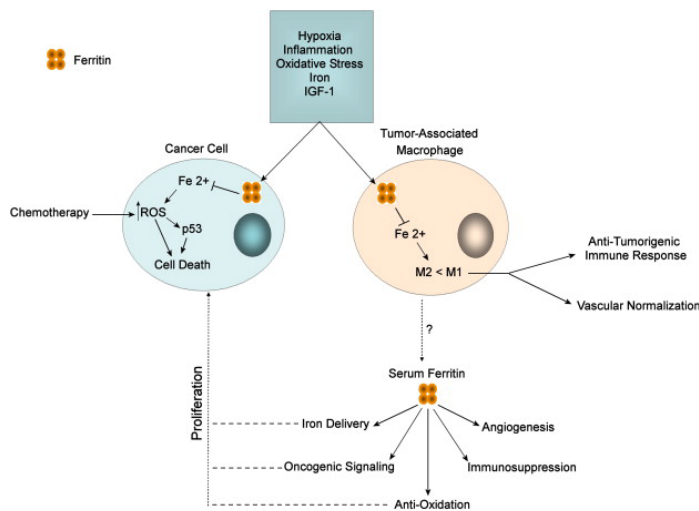 Ferritin
Hypoxia
Inflammation
Oxidative Stress
Iron
IGF-1
Cancer Cell
Tumor-Associated
Macrophage
Fe 2+
Chemotherapy
ROS
p53
Cell Death
Fe 2+
M2 < M1
Anti-Tumorigenic
Immune Response
Vascular Normalization
?
Serum Ferritin
Proliferation
Iron Delivery
Angiogenesis
Oncogenic Signaling
Immunosuppression
Anti-Oxidation